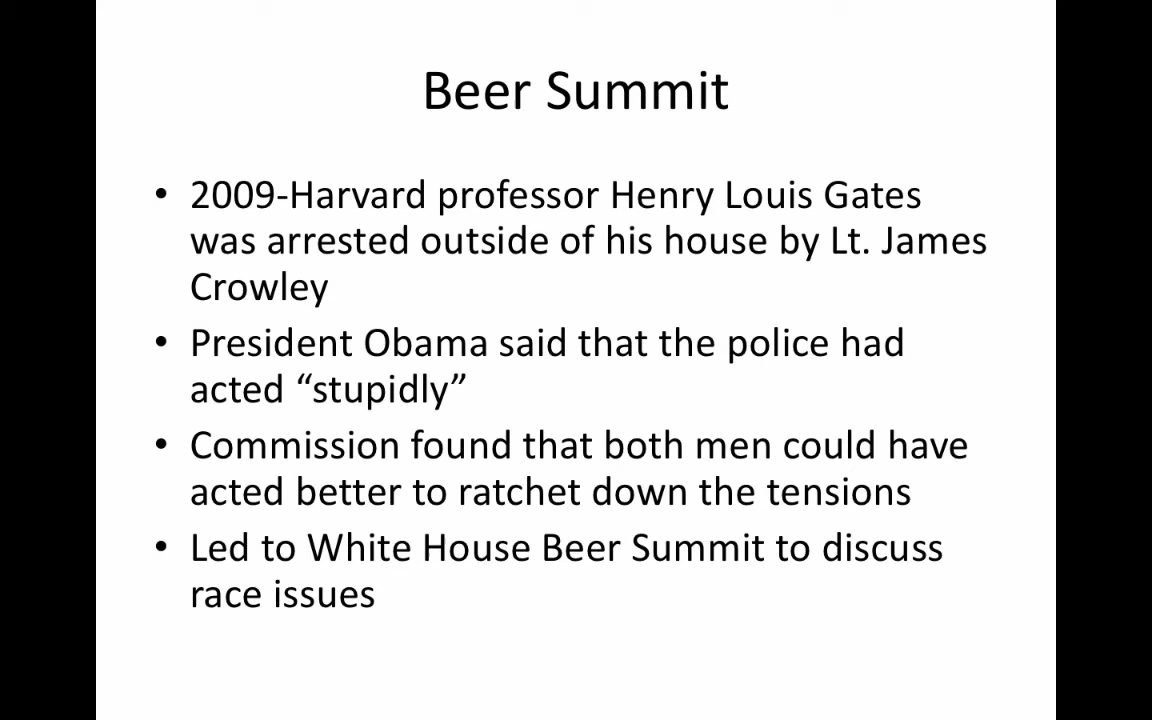 Beer Summit
• 2009-Harvard professor Henry Louis Gates
was arrested outside of his house by Lt. James
Crowley
• President Obama said that the police had
acted “stupidly”
• Commission found that both men could have
acted better to ratchet down the tensions
• Led to White House Beer Summit to discuss
race issues